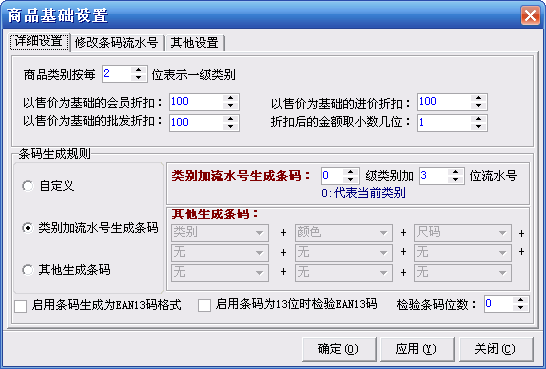 商品基础设置
详细设置 修改条码流水号 其他设置
商品类别按每 2 位表示一级类别
以售价为基础的会员折扣： 100 以售价为基础的进价折扣： 100
以售价为基础的批发折扣： 100 折扣后的金额取小数几位： 1
条码生成规则
自定义
类别加流水号生成条码
其他生成条码
类别加流水号生成条码： 0 级类别加 3 位流水号
0:代表当前类别
其他生成条码：
类别 + 颜色 + 尺码 +
无 + 无 + 无 +
无 + 无 + 无
启用条码生成为EAN13码格式 启用条码为13位时检验EAN13码 检验条码位数： 0
确定(O) 应用(Y) 关闭(C)